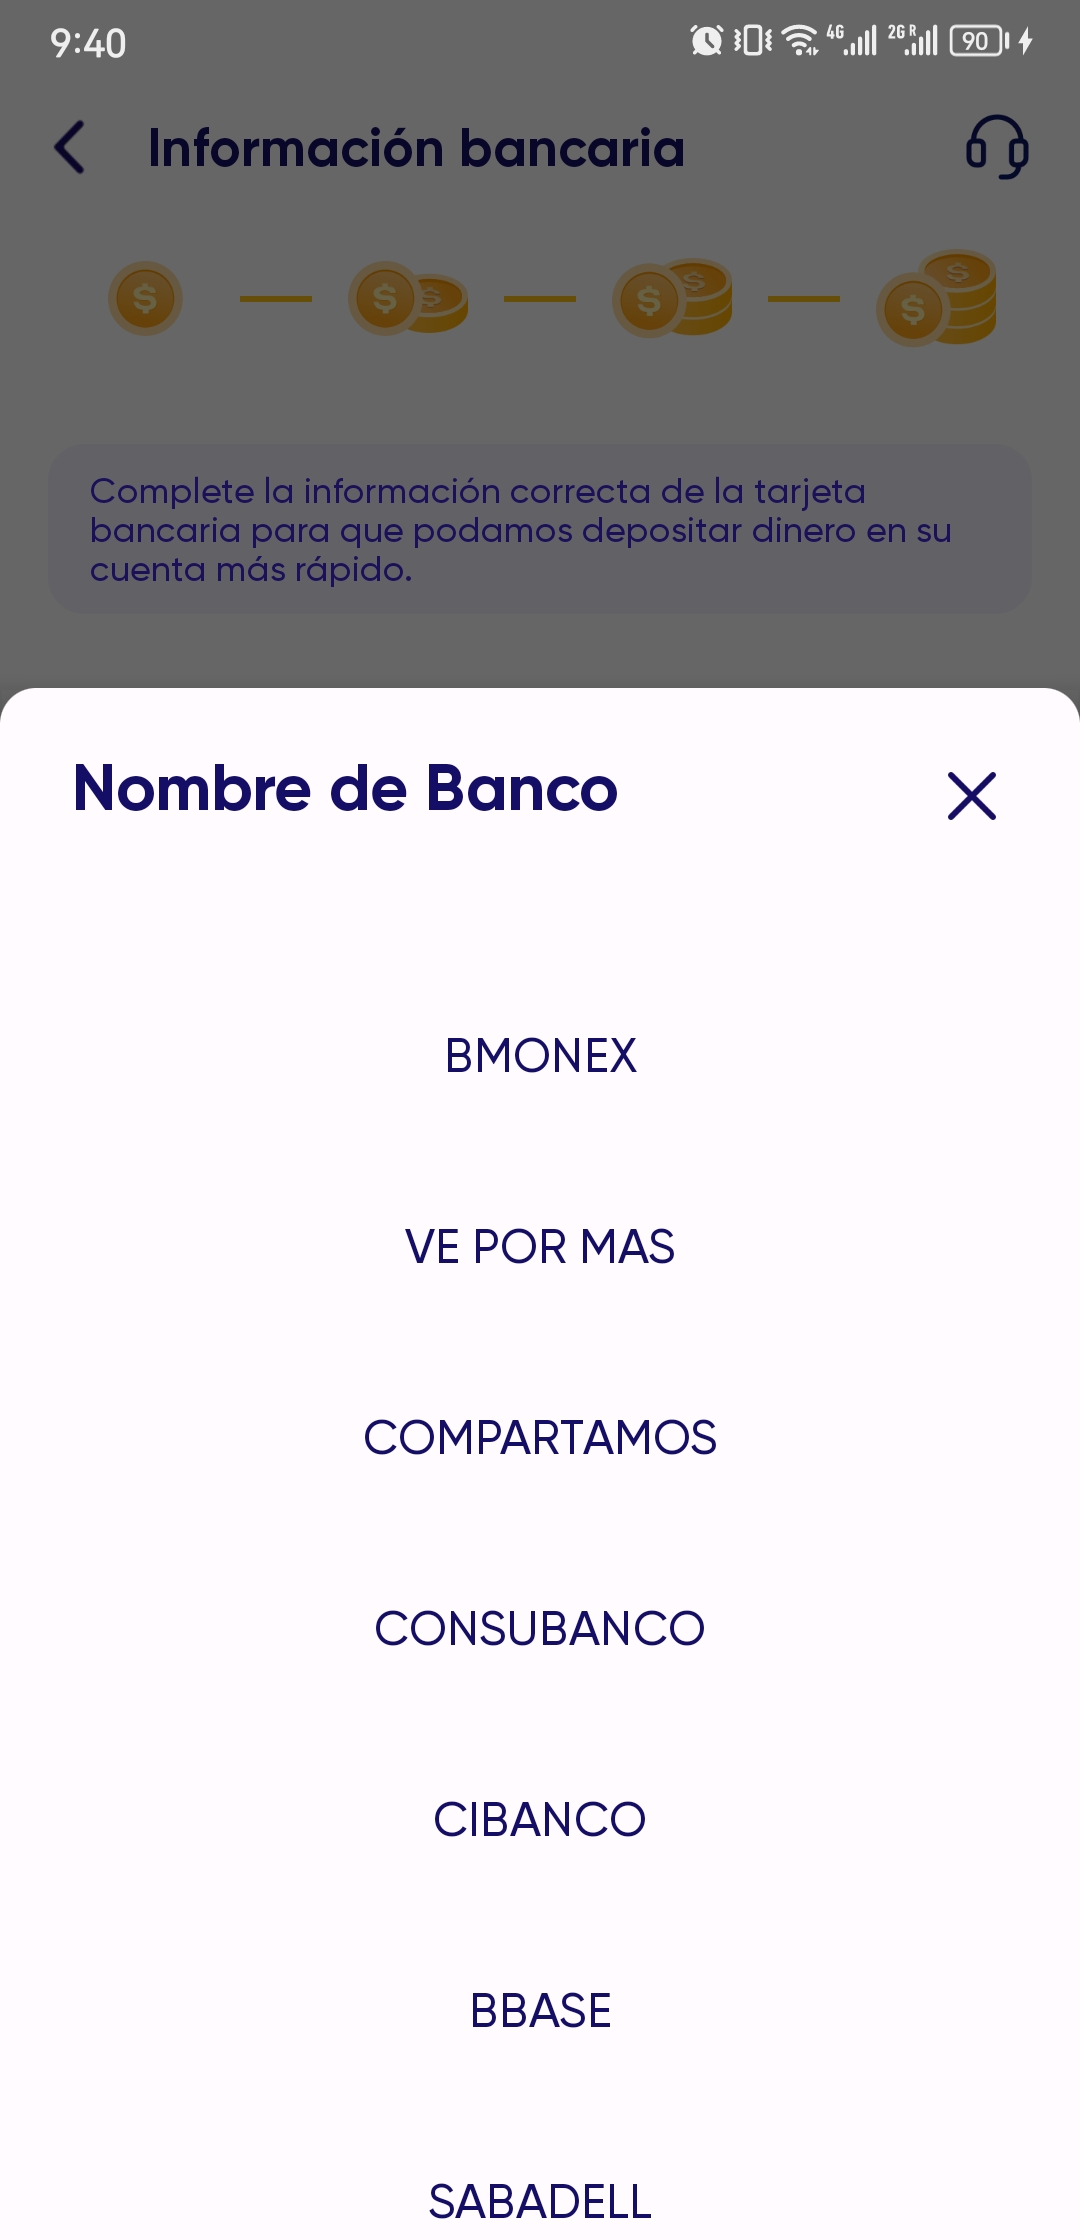 9:40
4G
2G R
90
Información bancaria
Complete la información correcta de la tarjeta
bancaria para que podamos depositar dinero en su
cuenta más rápido.
Nombre de Banco
BMONEX
VE POR MAS
COMPARTAMOS
CONSUBANCO
CIBANCO
BBASE
SABADELL